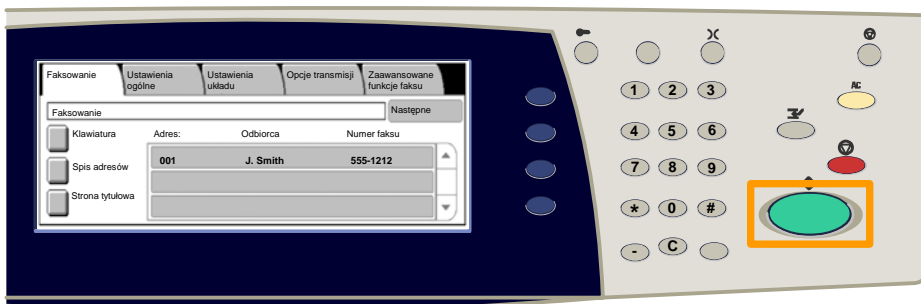 Faksowanie
Ustawienia
ogólne
Ustawienia
układu
Opcje transmisji
Zaawansowane
funkcje faksu
Faksowanie
Następne
Klawiatura
Spis adresów
Strona tytułowa
Adres: Odbiorca Numer faksu
001 J. Smith 555-1212
AC
1 2 3
4 5 6
7 8 9
* 0 #
- C